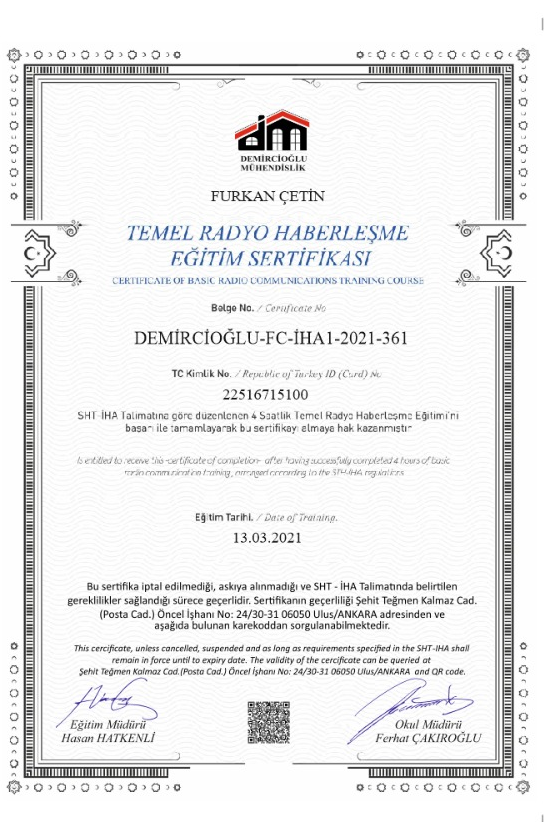 DEMİRCİOĞLU
MÜHENDİSLİK
FURKAN ÇETİN
TEMEL RADYO HABERLEŞME
EĞİTİM SERTİFİKASI
CERTIFICATE OF BASIC RADIO COMMUNICATIONS TRAINING COURSE
Belge No. / Certificate No
DEMİRCİOĞLU-FC-İHA1-2021-361
TC Kimlik No. / Republic of Turkey ID (Card) No
22516715100
SHT-İHA Talimatına göre düzenlenen 4 Saatlik Temel Radyo Haberleşme Eğitimi'ni
başarı ile tamamlayarak bu sertifikayı almaya hak kazanmıştır
Is entitled to receive this certificate of completion after having successfully completed 4 hours of basic
radio communication training, arranged according to the STH-IHA regulations
Eğitim Tarihi. / Date of Training.
13.03.2021
Bu sertifika iptal edilmediği, askıya alınmadığı ve SHT - İHA Talimatında belirtilen
gereklilikler sağlandığı sürece geçerlidir. Sertifikanın geçerliliği Şehit Teğmen Kalmaz Cad.
(Posta Cad.) Öncel İşhanı No: 24/30-31 06050 Ulus/ANKARA adresinden ve
aşağıda bulunan karekoddan sorgulanabilmektedir.
This certificate, unless cancelled, suspended and as long as requirements specified in the SHT-IHA shall
remain in force until to expiry date. The validity of the cercificate can be queried at
Şehit Teğmen Kalmaz Cad.(Posta Cad.) Öncel İşhanı No: 24/30-31 06050 Ulus/ANKARA and QR code.
Eğitim Müdürü
Hasan HATKENLİ
Okul Müdürü
Ferhat ÇAKIROĞLU